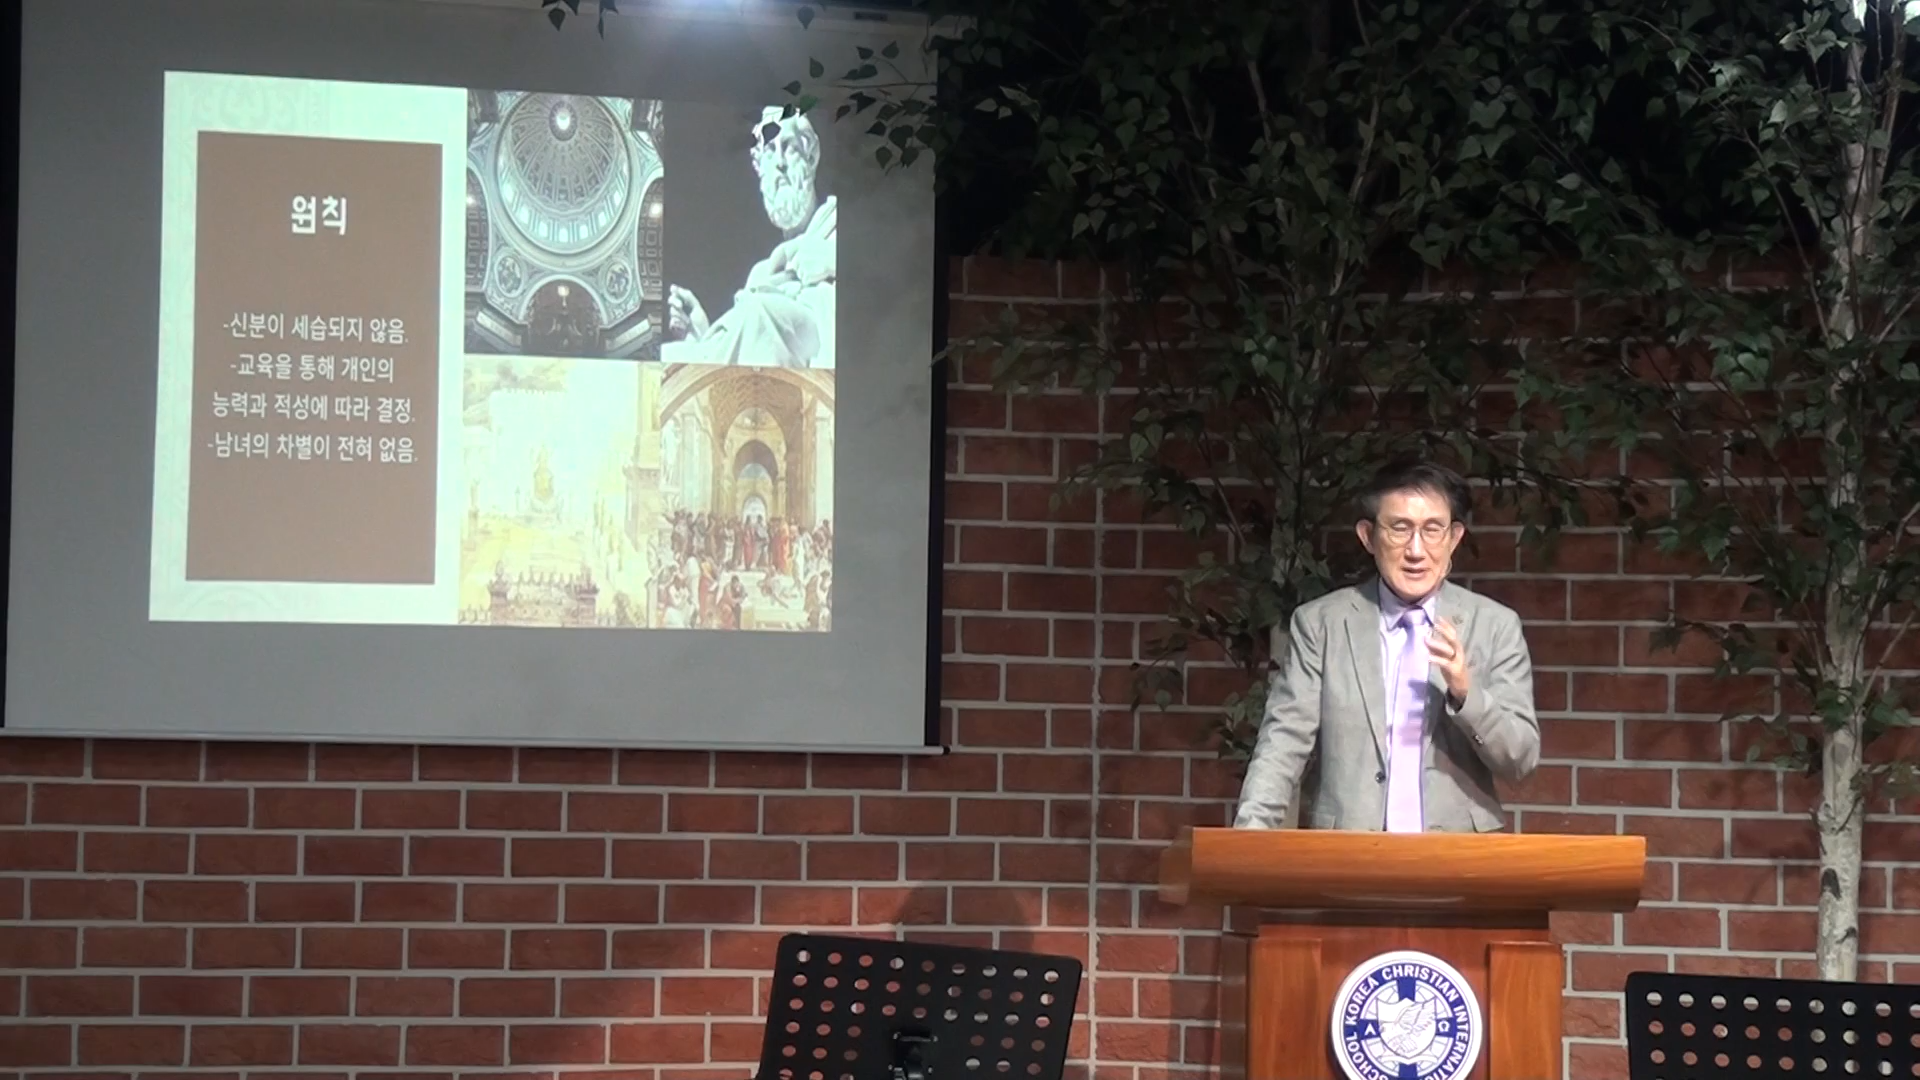 원칙
-신분이 세습되지 않음.
-교육을 통해 개인의
능력과 적성에 따라 결정.
-남녀의 차별이 전혀 없음.
KOREA CHRISTIAN INTERNATIONAL SCHOOL
Α Ω